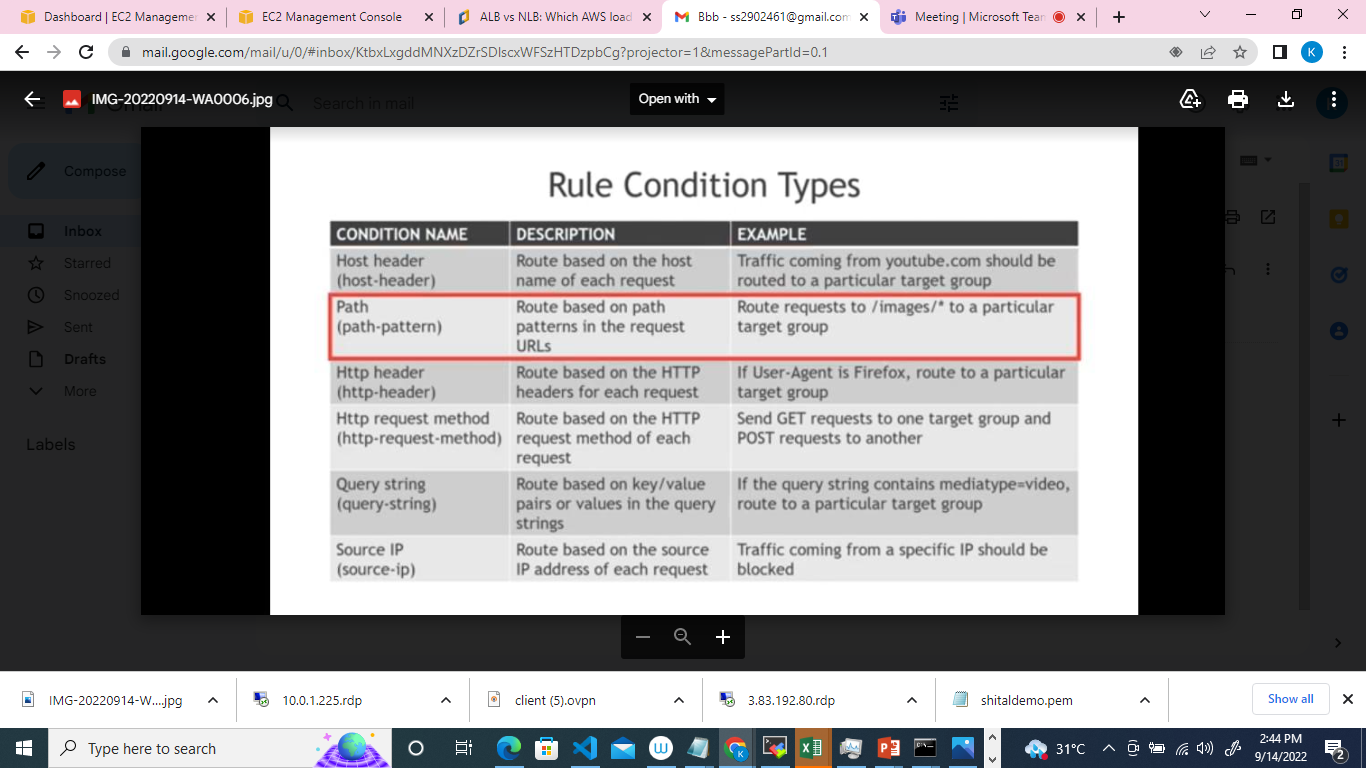 Dashboard | EC2 Managemen
EC2 Management Console
ALB vs NLB: Which AWS load
Bbb - ss2902461@gmail.com
Meeting | Microsoft Team
mail.google.com/mail/u/0/#inbox/KtbxLxgddMNXzDZrSDIscxWFSzHTDzpbCg?projector=1&messagePartId=0.1
K
IMG-20220914-WA0006.jpg
Search in mail
Open with
Compose
Inbox
Starred
Snoozed
Sent
Drafts
More
Labels
Rule Condition Types
CONDITION NAME DESCRIPTION EXAMPLE
Host header Route based on the host Traffic coming from youtube.com should be
(host-header) name of each request routed to a particular target group
Path Route based on path Route requests to /images/* to a particular
(path-pattern) patterns in the request target group
URLs
Http header Route based on the HTTP If User-Agent is Firefox, route to a particular
(http-header) headers for each request target group
Http request method Route based on the HTTP Send GET requests to one target group and
(http-request-method) request method of each POST requests to another
request
Query string Route based on key/value If the query string contains mediatype=video,
(query-string) pairs or values in the query route to a particular target group
strings
Source IP Route based on the source Traffic coming from a specific IP should be
(source-ip) IP address of each request blocked
IMG-20220914-W....jpg
10.0.1.225.rdp
client (5).ovpn
3.83.192.80.rdp
shitaldemo.pem
Show all
Type here to search
31°C
2:44 PM
9/14/2022
2